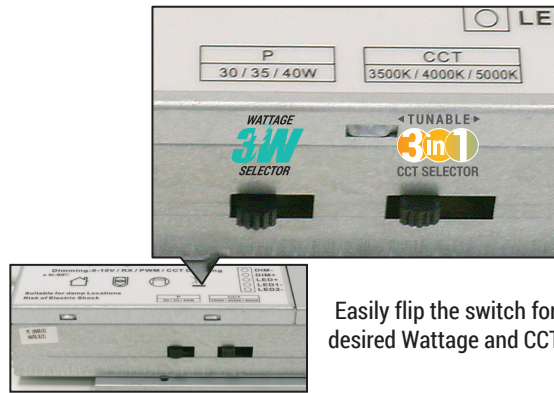 LE
P
CCT
30 / 35 / 40W
3500K / 4000K / 5000K
WATTAGE
3W
SELECTOR
◄TUNABLE►
3in1
CCT SELECTOR
Dimming:0-10V / RX / PWM / CCT
DIM-
DIM+
LED+
LED1-
LED2-
Suitable for damp Locations
Risk of Electric Shock
P
CCT
Easily flip the switch for
desired Wattage and CCT